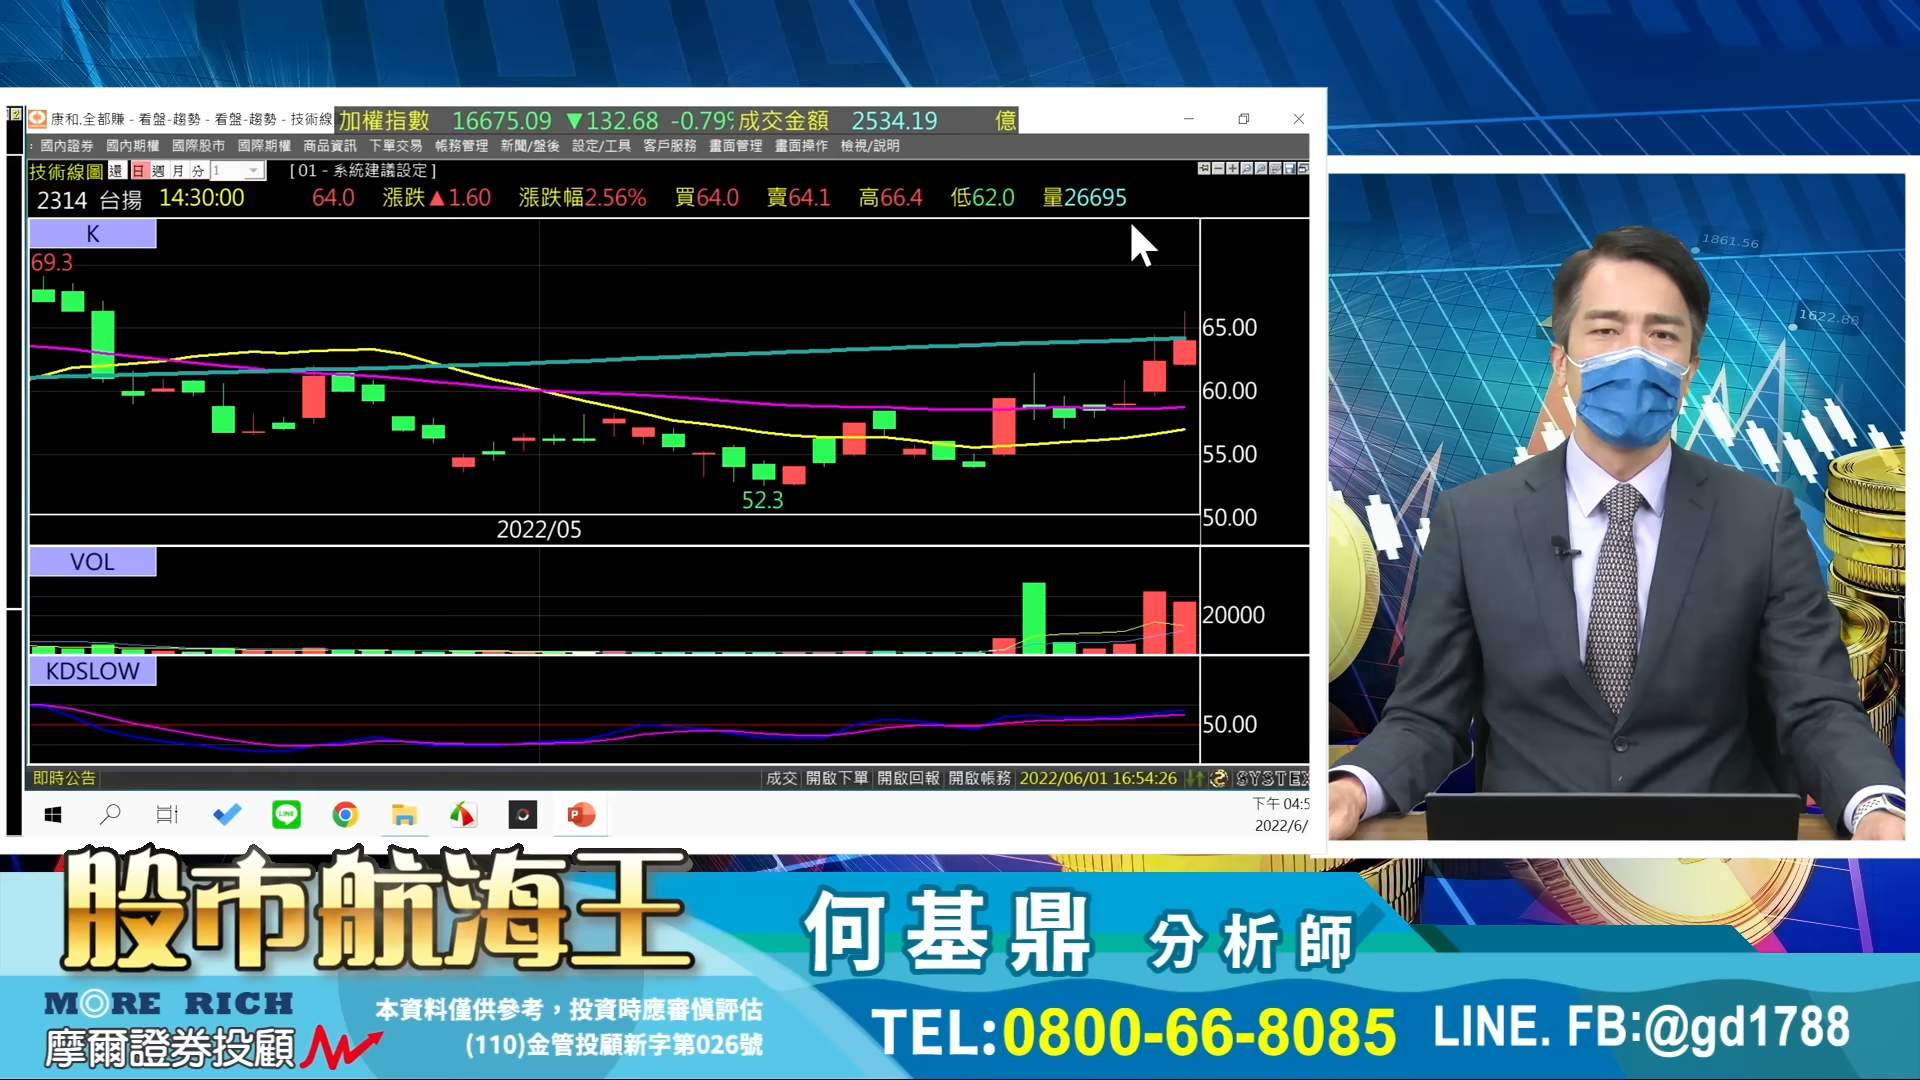 康和.全都賺 - 看盤-趨勢 - 看盤-趨勢 - 技術線
加權指數 16675.09 ▼132.68 -0.79% 成交金額 2534.19 億
國內證券 國內期權 國際股市 國際期權 商品資訊 下單交易 帳務管理 新聞/盤後 設定/工具 客戶服務 畫面管理 畫面操作 檢視/說明
技術線圖 還 日 週 月 分 1 [ 01 - 系統建議設定 ]
2314 台揚 14:30:00 64.0 漲跌▲1.60 漲跌幅2.56% 買64.0 賣64.1 高66.4 低62.0 量26695
K
69.3
65.00
60.00
55.00
52.3
50.00
2022/05
VOL
20000
KDSLOW
50.00
即時公告 成交 開啟下單 開啟回報 開啟帳務 2022/06/01 16:54:26 SYSTEX
LINE
P
下午 04:5
2022/6/
1861.56
1622.88
股市航海王
何基鼎 分析師
MORE RICH
摩爾證券投顧
本資料僅供參考，投資時應審慎評估
(110)金管投顧新字第026號
TEL:0800-66-8085
LINE. FB:@gd1788